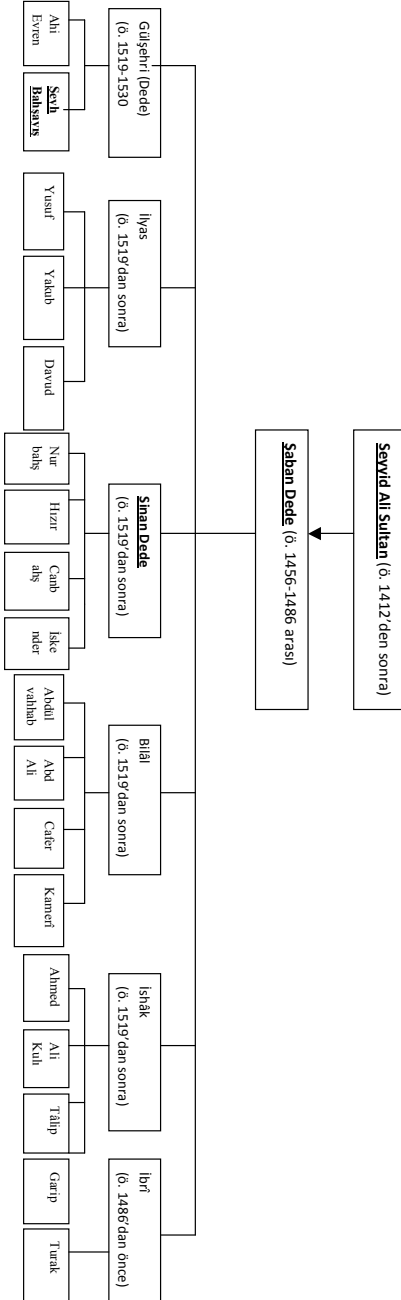 Seyyid Ali Sultan (ö. 1412'den sonra)
Şaban Dede (ö. 1456-1486 arası)
Gülşehri (Dede)
(ö. 1519-1530
İlyas
(ö. 1519'dan sonra)
Sinan Dede
(ö. 1519'dan sonra)
Bilâl
(ö. 1519'dan sonra)
İshâk
(ö. 1519'dan sonra)
İbrî
(ö. 1486'dan önce)
Ahi
Evren
Şeyh
Bahşayış
Yusuf
Yakub
Davud
Nur
bahş
Hızır
Canb
ahş
İske
nder
Abdül
vahhab
Abd
Ali
Cafer
Kamerî
Ahmed
Ali
Kulı
Tâlip
Garip
Turak